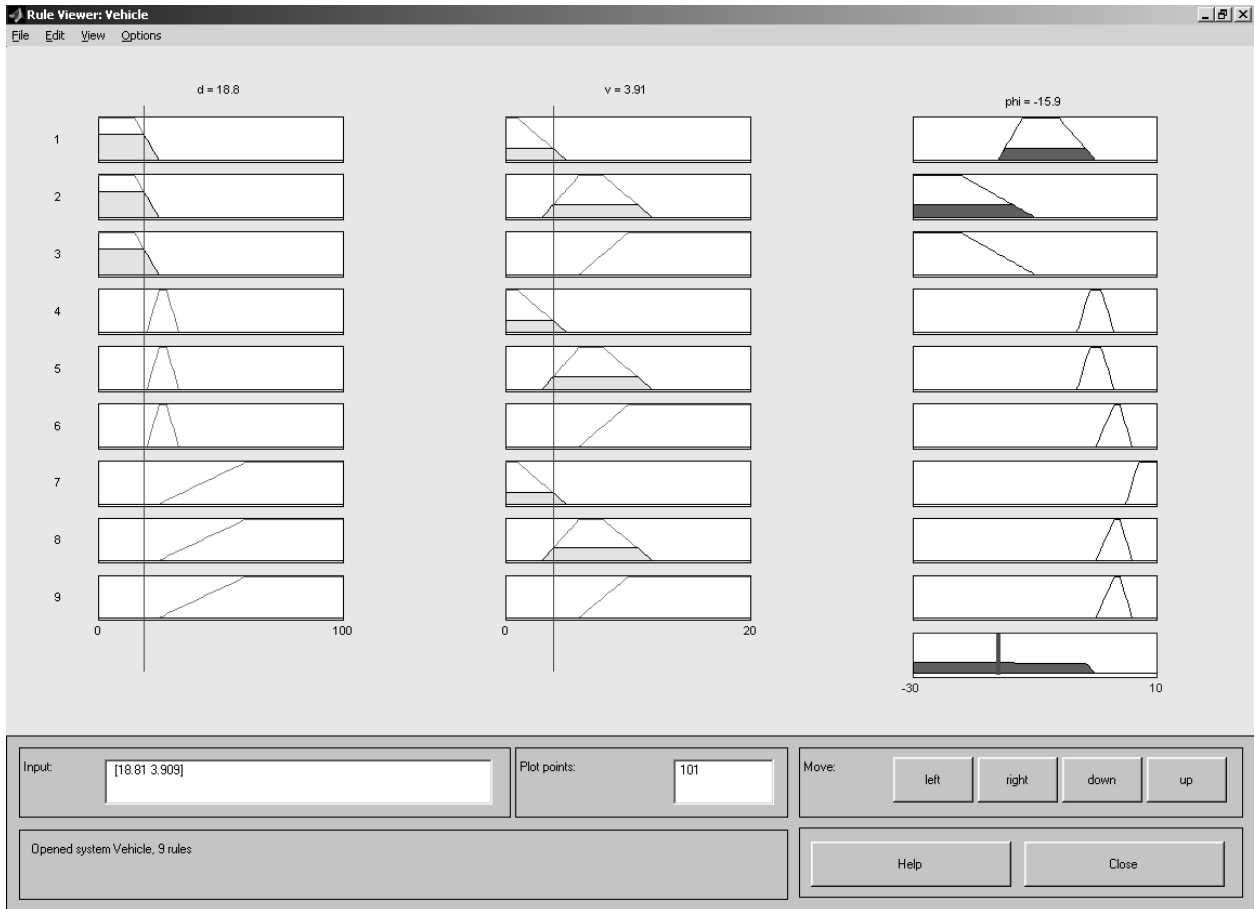 Rule Viewer: Vehicle
File Edit View Options
d = 18.8
v = 3.91
phi = -15.9
1
2
3
4
5
6
7
8
9
0 100
0 20
-30 10
Input: [18.81 3.909]
Plot points: 101
Move: left right down up
Opened system Vehicle, 9 rules
Help Close